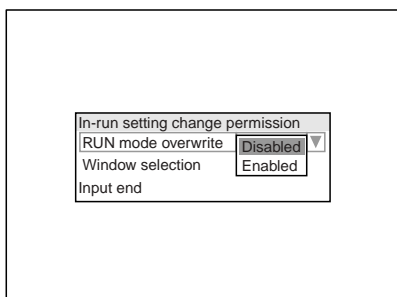 In-run setting change permission
RUN mode overwrite Disabled
Window selection Enabled
Input end